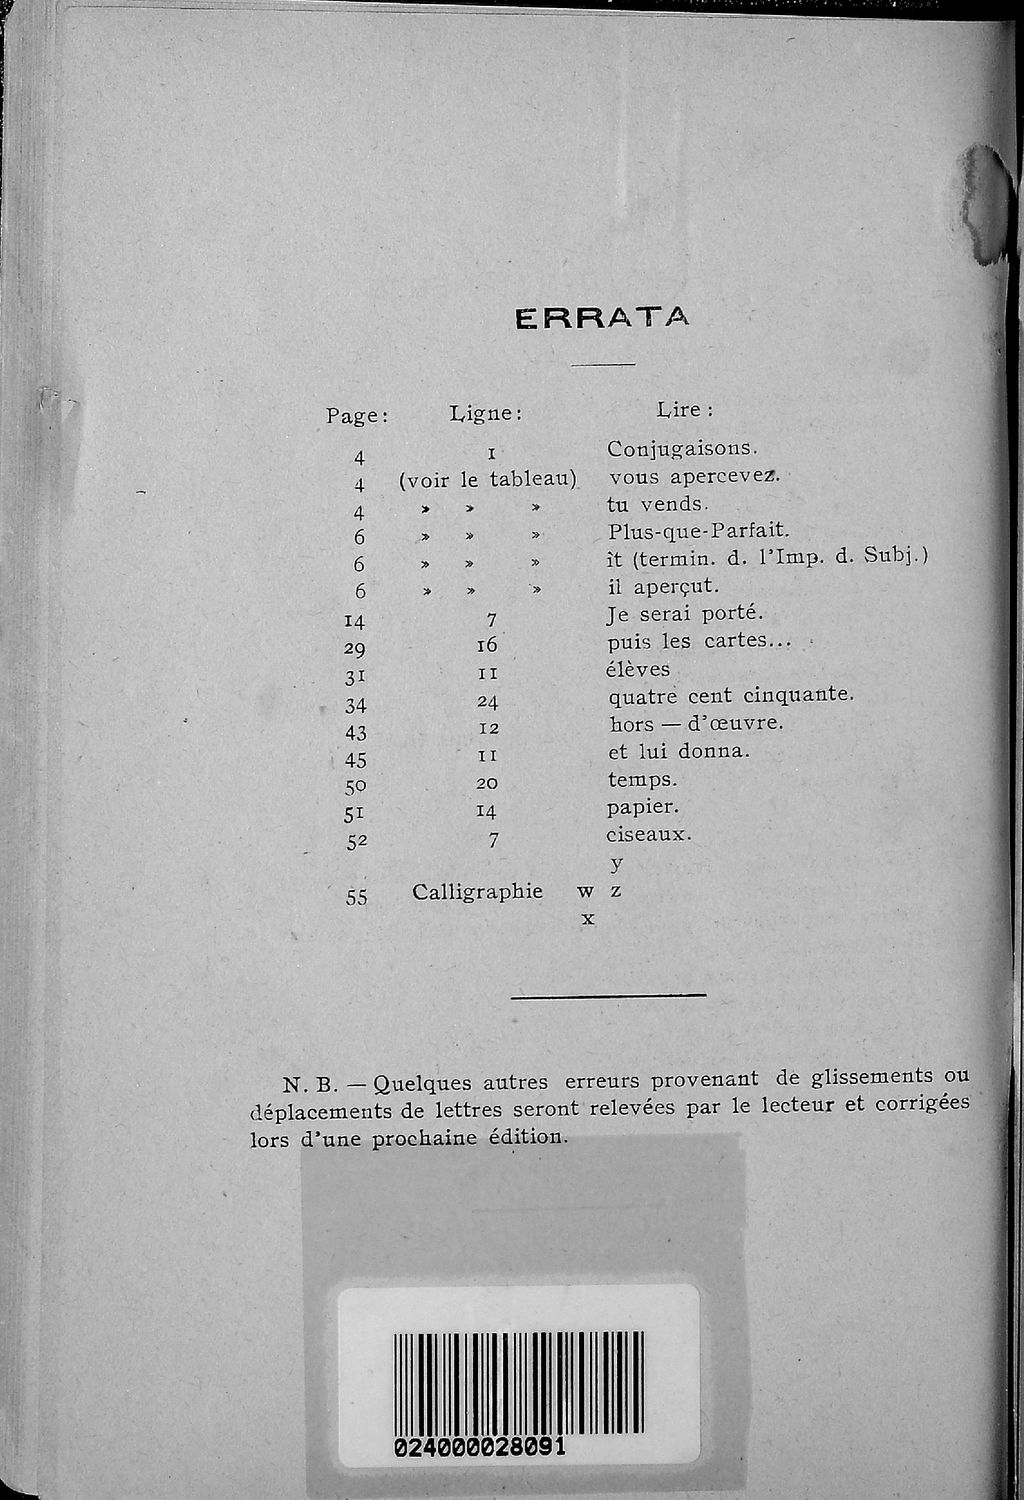 ERRATA
Page: Ligne: Lire :
4 1 Conjugaisons.
4 (voir le tableau) vous apercevez.
4 » » » tu vends.
6 » » » Plus-que-Parfait.
6 » » » ît (termin. d. l'Imp. d. Subj.)
6 » » » il aperçut.
14 7 Je serai porté.
29 16 puis les cartes...
31 11 élèves
34 24 quatre cent cinquante.
43 12 hors — d'œuvre.
45 11 et lui donna.
50 20 temps.
51 14 papier.
52 7 ciseaux.
y
55 Calligraphie w z
x
N. B. — Quelques autres erreurs provenant de glissements ou
déplacements de lettres seront relevées par le lecteur et corrigées
lors d'une prochaine édition.
024000028091